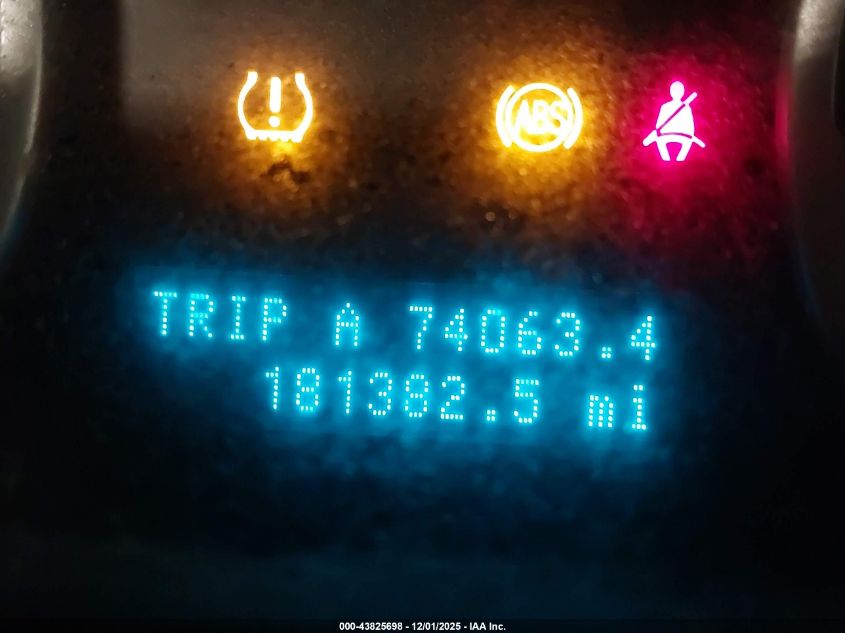 ABS
TRIP A 74063.4
181382.5 mi
000-43825698 - 12/01/2025 - IAA Inc.